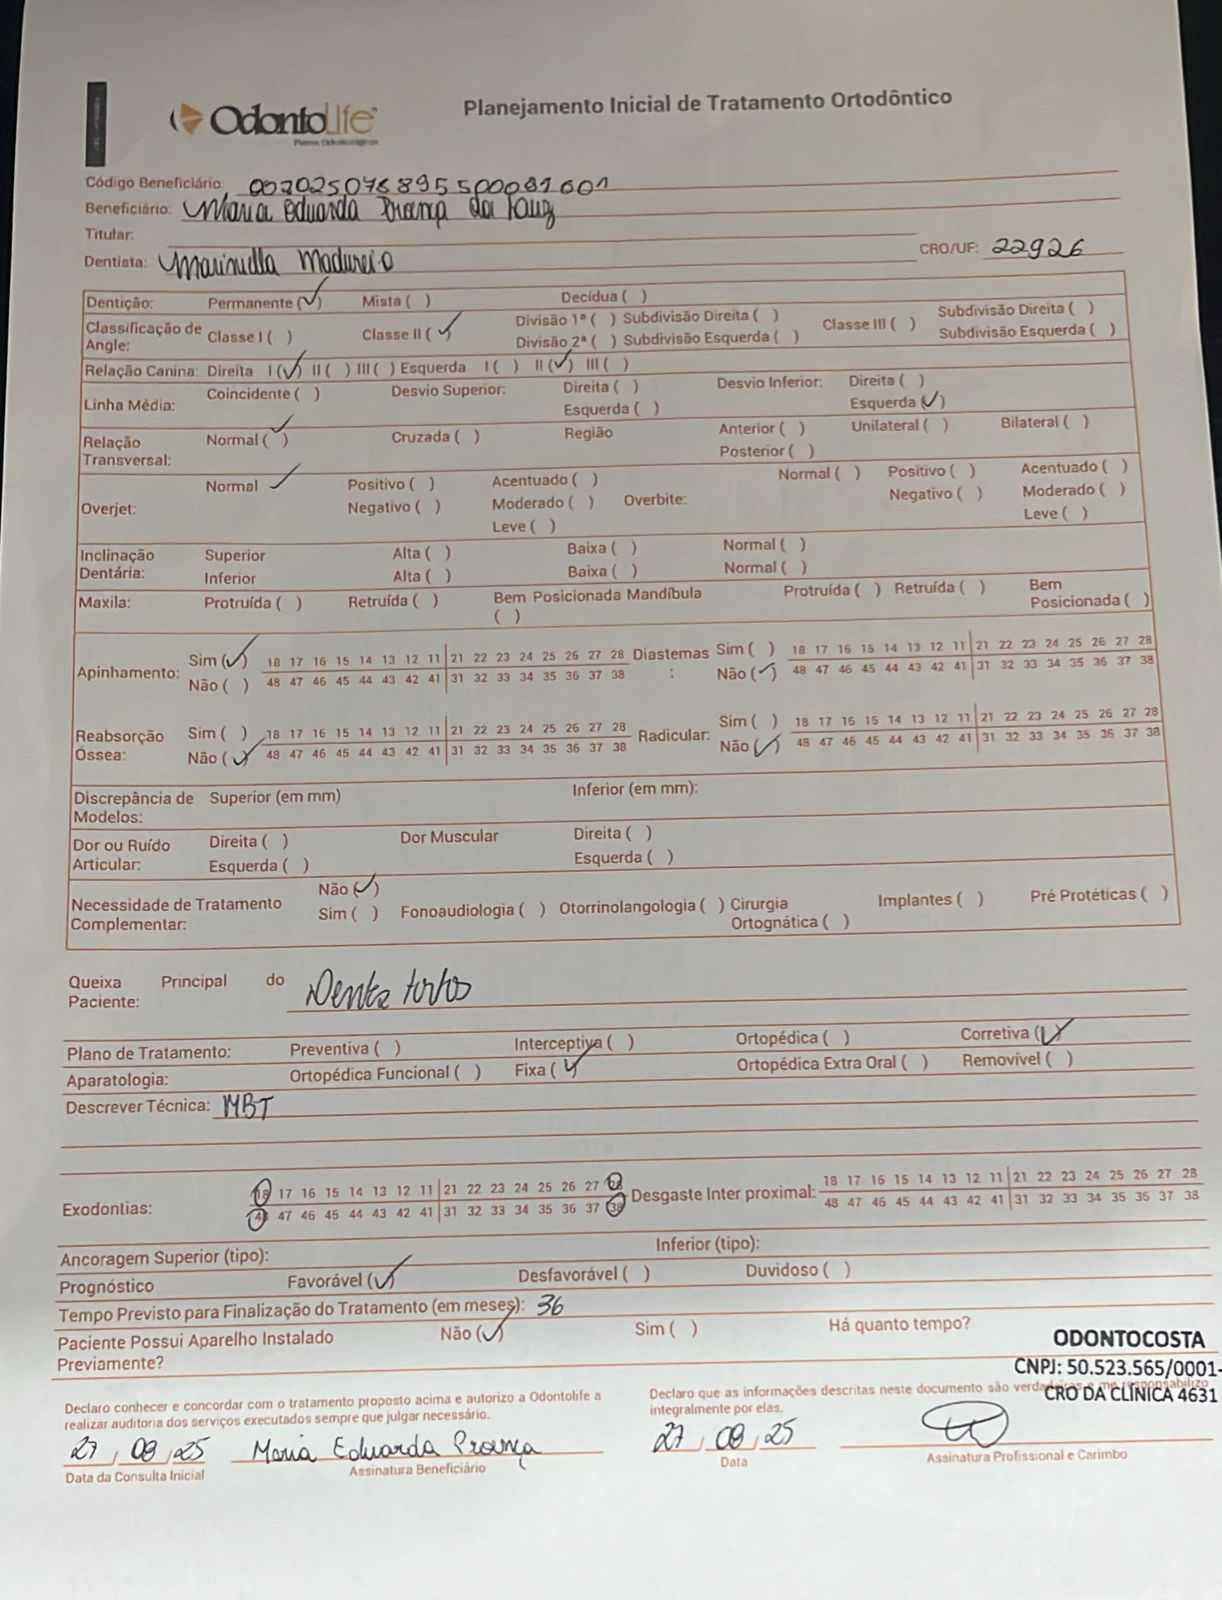 OdontoLife
Planos Odontológicos
Planejamento Inicial de Tratamento Ortodôntico
Código Beneficiário: 00702507689550008 1001
Beneficiário: Maria Eduarda Proença da
Titular:
Dentista: Marinella Madureira CRO/UF: 22926
Dentição: Permanente (✓) Mista ( ) Decídua ( )
Classificação de Angle: Classe I ( ) Classe II (✓) Divisão 1ª ( ) Subdivisão Direita ( ) Divisão 2ª ( ) Subdivisão Esquerda ( ) Classe III ( ) Subdivisão Direita ( ) Subdivisão Esquerda ( )
Relação Canina: Direita I (✓) II ( ) III ( ) Esquerda I ( ) II (✓) III ( )
Linha Média: Coincidente ( ) Desvio Superior: Direita ( ) Esquerda ( ) Desvio Inferior: Direita ( ) Esquerda (✓)
Relação Transversal: Normal (✓) Cruzada ( ) Região Anterior ( ) Posterior ( ) Unilateral ( ) Bilateral ( )
Overjet: Normal ✓ Positivo ( ) Negativo ( ) Acentuado ( ) Moderado ( ) Leve ( ) Overbite: Normal ( ) Positivo ( ) Negativo ( ) Acentuado ( ) Moderado ( ) Leve ( )
Inclinação Dentária: Superior Alta ( ) Baixa ( ) Normal ( )
Inferior Alta ( ) Baixa ( ) Normal ( )
Maxila: Protruída ( ) Retruída ( ) Bem Posicionada ( ) Mandíbula Protruída ( ) Retruída ( ) Bem Posicionada ( )
Apinhamento: Sim (✓) 18 17 16 15 14 13 12 11 21 22 23 24 25 26 27 28 Diastemas: Sim ( ) 18 17 16 15 14 13 12 11 21 22 23 24 25 26 27 28
Não ( ) 48 47 46 45 44 43 42 41 31 32 33 34 35 36 37 38 Não (✓) 48 47 46 45 44 43 42 41 31 32 33 34 35 36 37 38
Reabsorção Óssea: Sim ( ) 18 17 16 15 14 13 12 11 21 22 23 24 25 26 27 28 Radicular: Sim ( ) 18 17 16 15 14 13 12 11 21 22 23 24 25 26 27 28
Não (✓) 48 47 46 45 44 43 42 41 31 32 33 34 35 36 37 38 Não (✓) 48 47 46 45 44 43 42 41 31 32 33 34 35 36 37 38
Discrepância de Modelos: Superior (em mm) Inferior (em mm):
Dor ou Ruído Articular: Direita ( ) Esquerda ( ) Dor Muscular Direita ( ) Esquerda ( )
Necessidade de Tratamento Complementar: Não (✓)
Sim ( ) Fonoaudiologia ( ) Otorrinolangologia ( ) Cirurgia Ortognática ( ) Implantes ( ) Pré Protéticas ( )
Queixa Principal do Paciente: Dentes tortos
Plano de Tratamento: Preventiva ( ) Interceptiva ( ) Ortopédica ( ) Corretiva (✓)
Aparatologia: Ortopédica Funcional ( ) Fixa (✓) Ortopédica Extra Oral ( ) Removível ( )
Descrever Técnica: MBT
Exodontias: 18 17 16 15 14 13 12 11 21 22 23 24 25 26 27 28 Desgaste Inter proximal: 18 17 16 15 14 13 12 11 21 22 23 24 25 26 27 28
48 47 46 45 44 43 42 41 31 32 33 34 35 36 37 38 48 47 46 45 44 43 42 41 31 32 33 34 35 36 37 38
Ancoragem Superior (tipo): Inferior (tipo):
Prognóstico Favorável (✓) Desfavorável ( ) Duvidoso ( )
Tempo Previsto para Finalização do Tratamento (em meses): 36
Paciente Possui Aparelho Instalado Previamente? Não (✓) Sim ( ) Há quanto tempo?
ODONTOCOSTA
CNPJ: 50.523.565/0001-
CRO DA CLÍNICA 4631
Declaro conhecer e concordar com o tratamento proposto acima e autorizo a Odontolife a
realizar auditoria dos serviços executados sempre que julgar necessário.
Declaro que as informações descritas neste documento são verdadeiras e me responsabilizo
integralmente por elas.
27, 08, 25 Maria Eduarda Proença 27, 08, 25
Data da Consulta Inicial Assinatura Beneficiário Data Assinatura Profissional e Carimbo